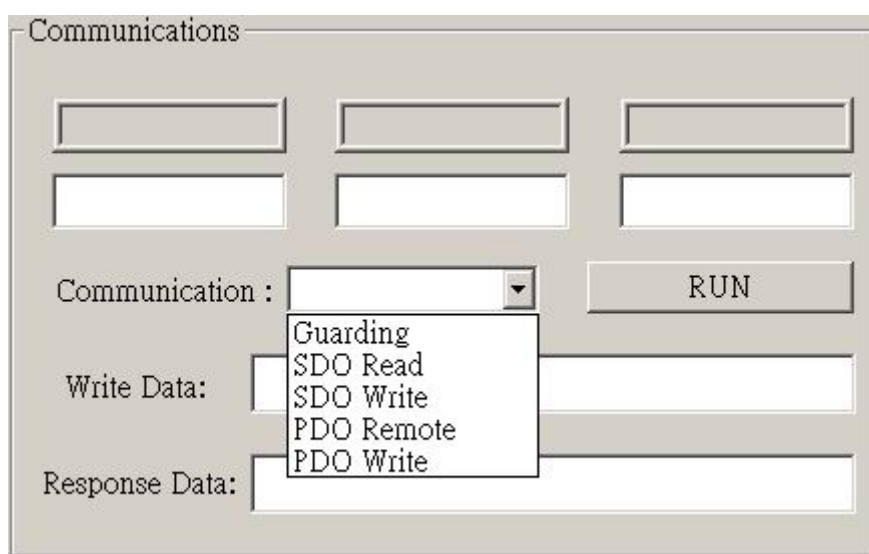 Communications
Communication :
RUN
Guarding
SDO Read
SDO Write
PDO Remote
PDO Write
Write Data:
Response Data: